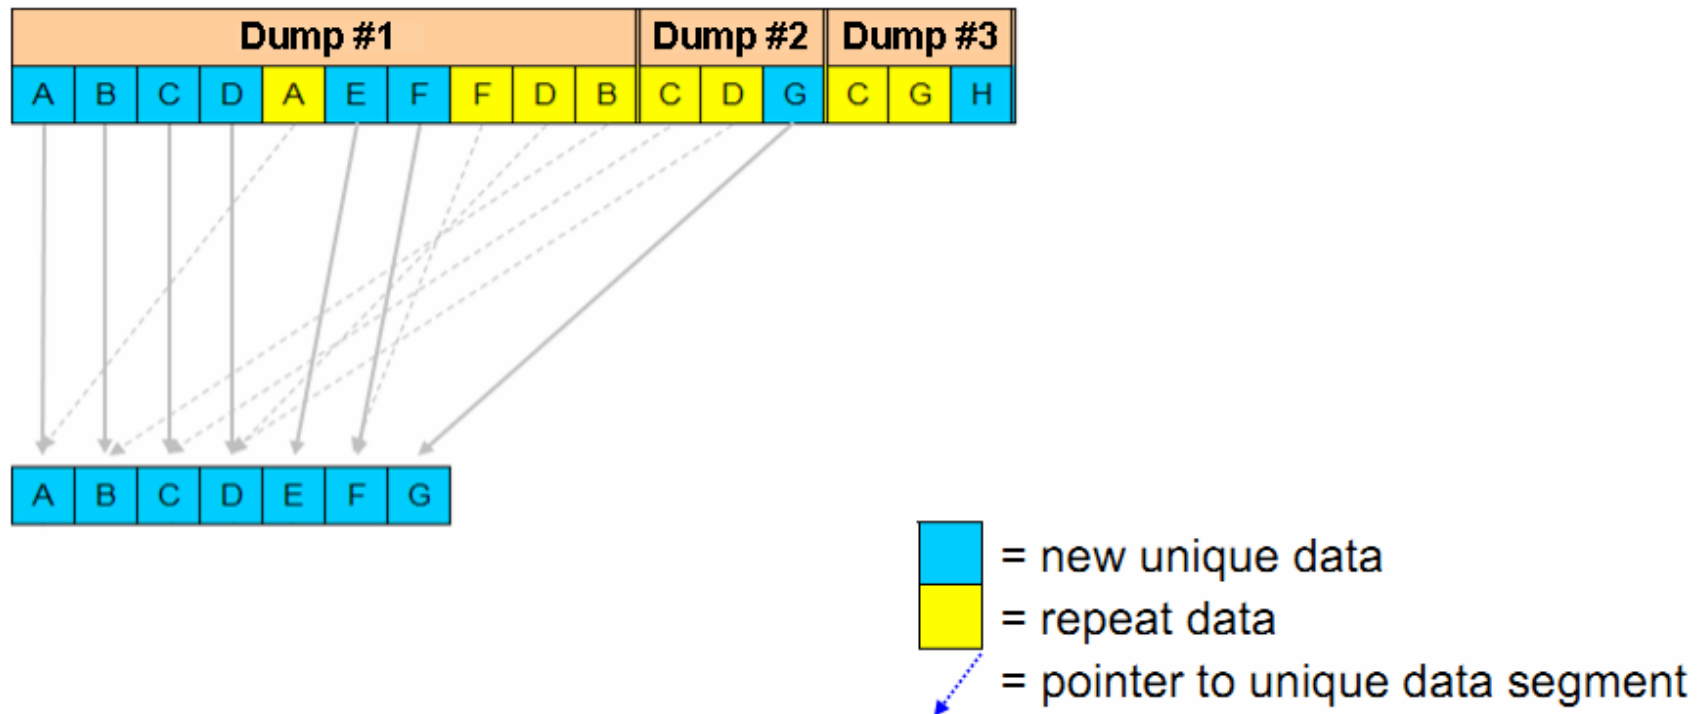 Dump #1 Dump #2 Dump #3
A B C D A E F F D B C D G C G H
A B C D E F G
= new unique data
= repeat data
= pointer to unique data segment